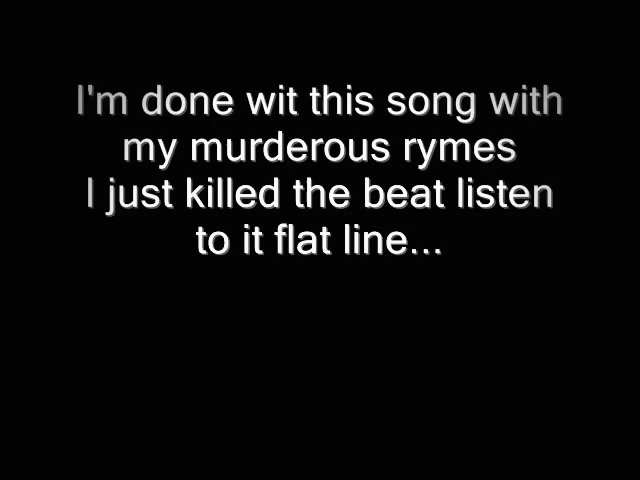 I'm done wit this song with
my murderous rymes
I just killed the beat listen
to it flat line...